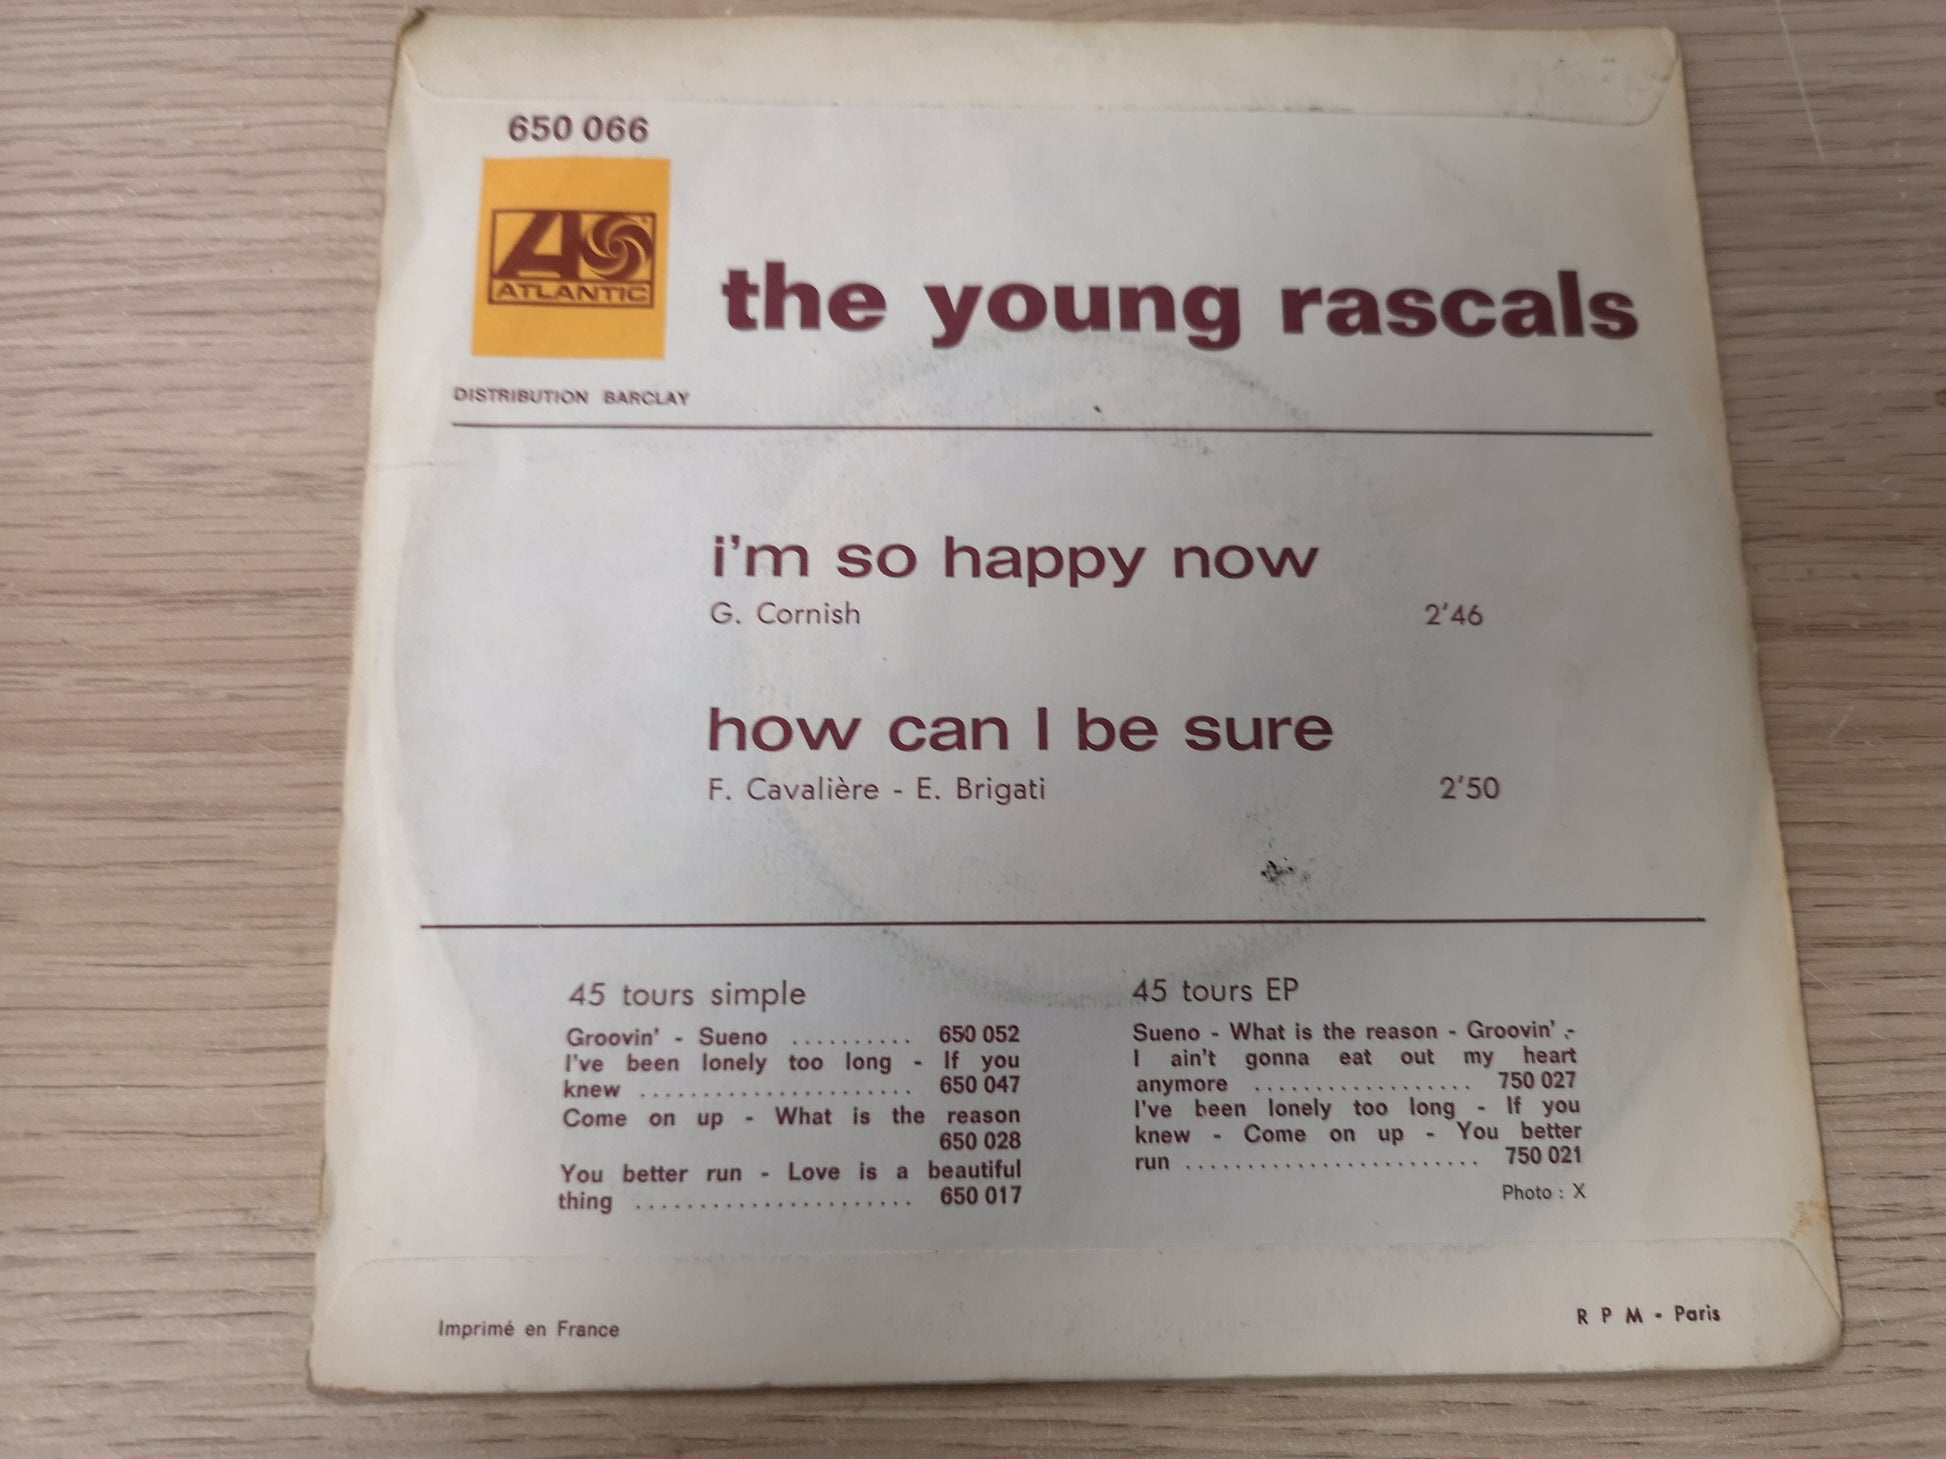 650 066
ATLANTIC
DISTRIBUTION BARCLAY
the young rascals
i'm so happy now
G. Cornish 2'46
how can I be sure
F. Cavalière - E. Brigati 2'50
45 tours simple
Groovin' - Sueno .......... 650 052
I've been lonely too long - If you
knew ...................... 650 047
Come on up - What is the reason
650 028
You better run - Love is a beautiful
thing ...................... 650 017
45 tours EP
Sueno - What is the reason - Groovin' -
I ain't gonna eat out my heart
anymore .................. 750 027
I've been lonely too long - If you
knew - Come on up - You better
run ........................ 750 021
Photo : X
Imprimé en France
R P M - Paris